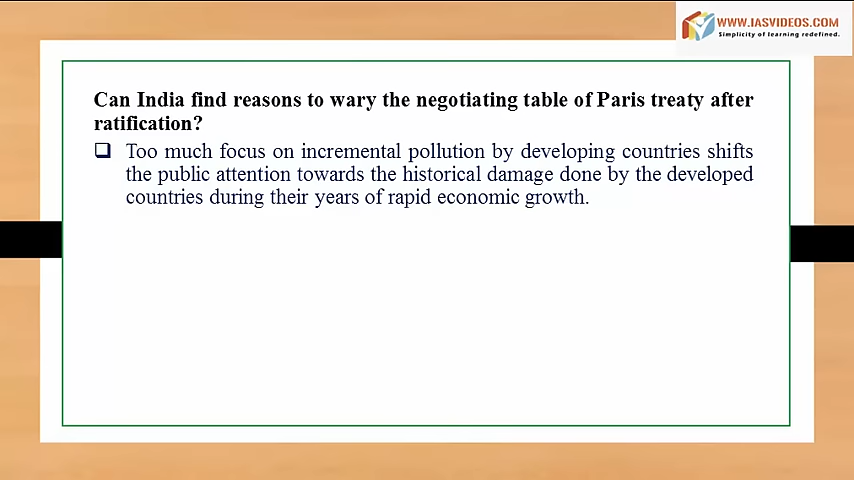 WWW.IASVIDEOS.COM
Simplicity of learning redefined.
Can India find reasons to wary the negotiating table of Paris treaty after
ratification?
Too much focus on incremental pollution by developing countries shifts
the public attention towards the historical damage done by the developed
countries during their years of rapid economic growth.